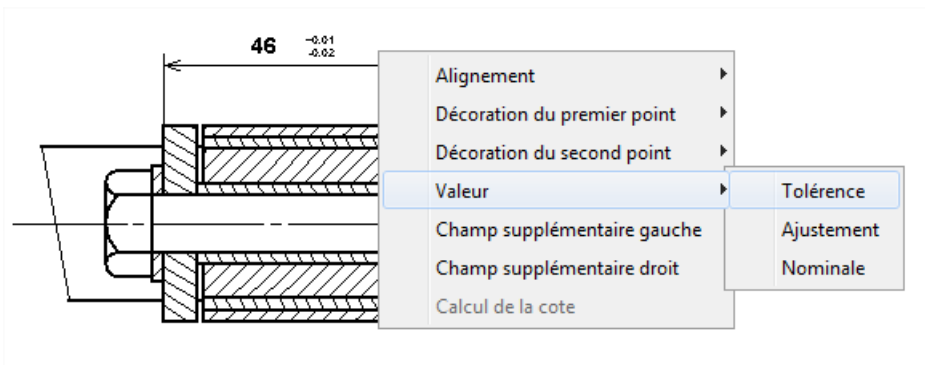 46 -0.01
-0.02
Alignement
Décoration du premier point
Décoration du second point
Valeur
Tolérence
Champ supplémentaire gauche
Ajustement
Champ supplémentaire droit
Nominale
Calcul de la cote